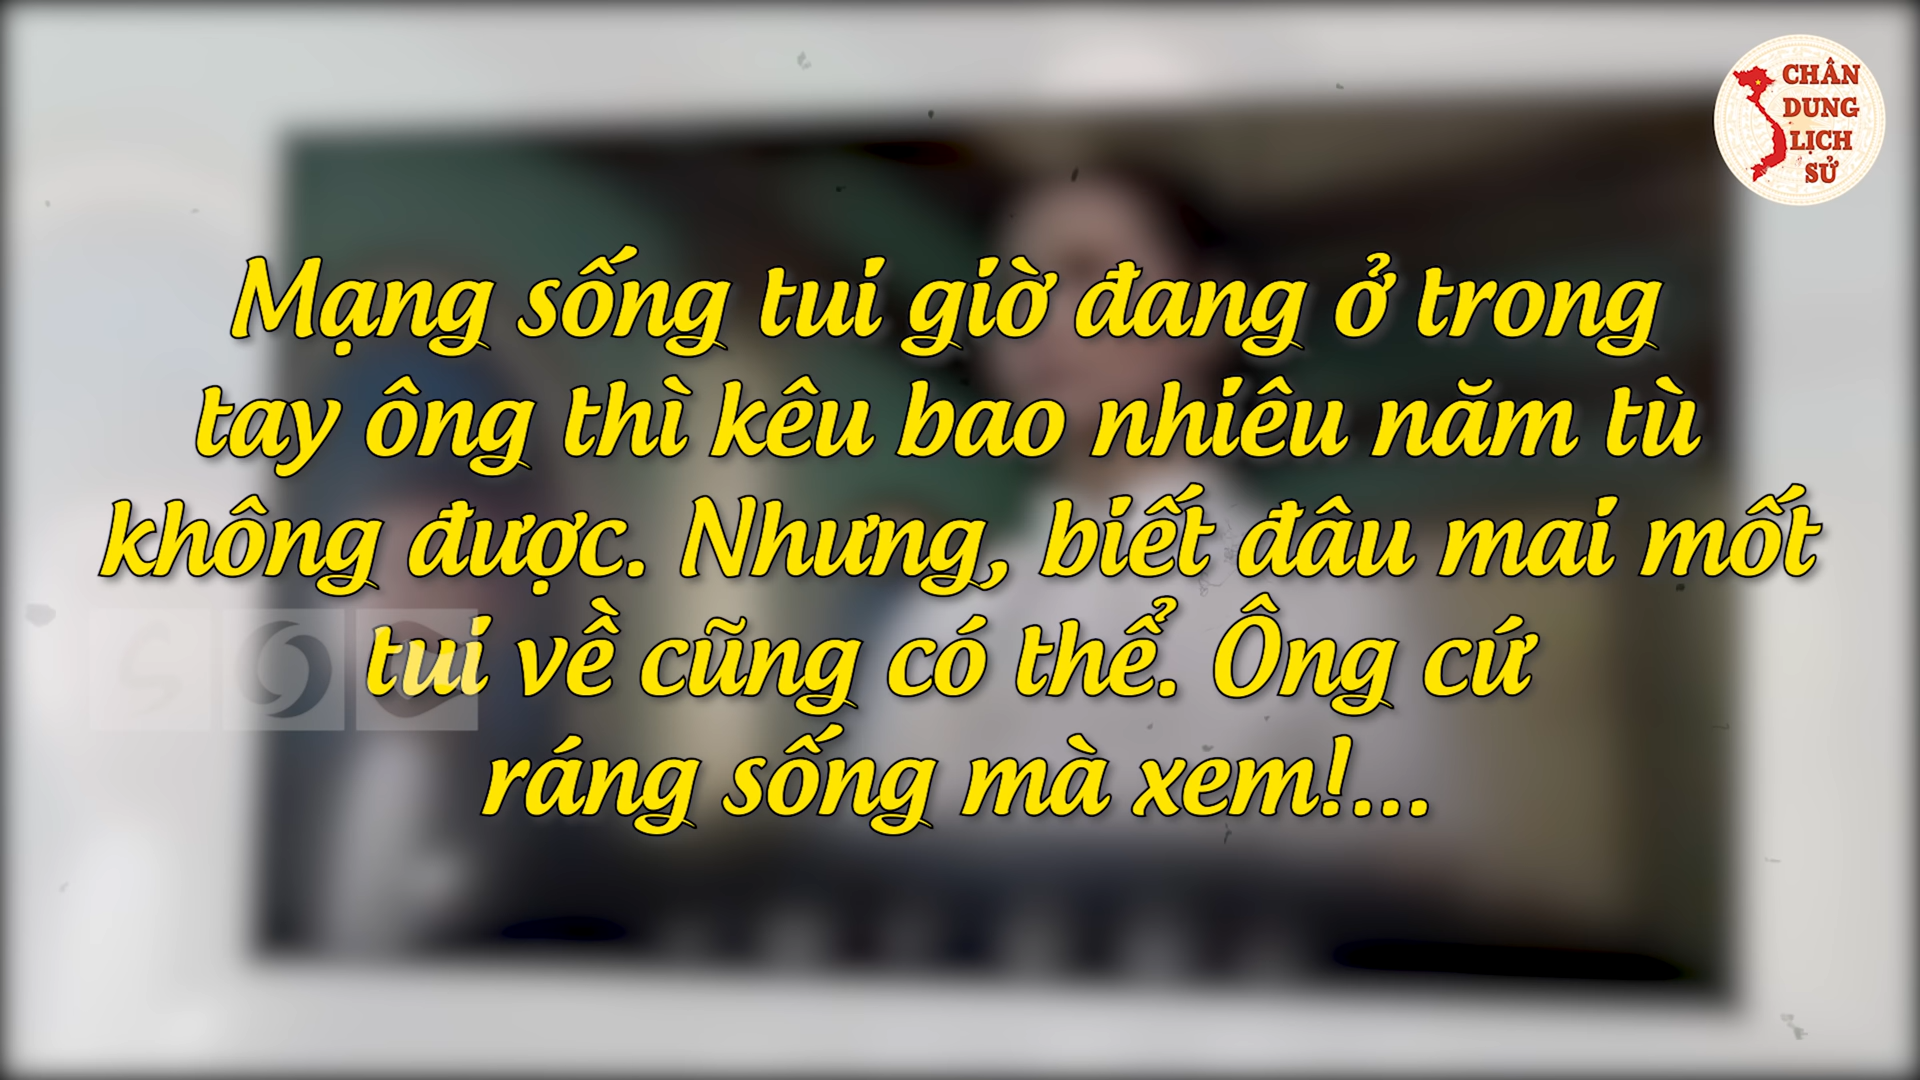 CHÂN
DUNG
LỊCH
SỬ
Mạng sống tui giờ đang ở trong
tay ông thì kêu bao nhiêu năm tù
không được. Nhưng, biết đâu mai mốt
tui về cũng có thể. Ông cứ
ráng sống mà xem!...